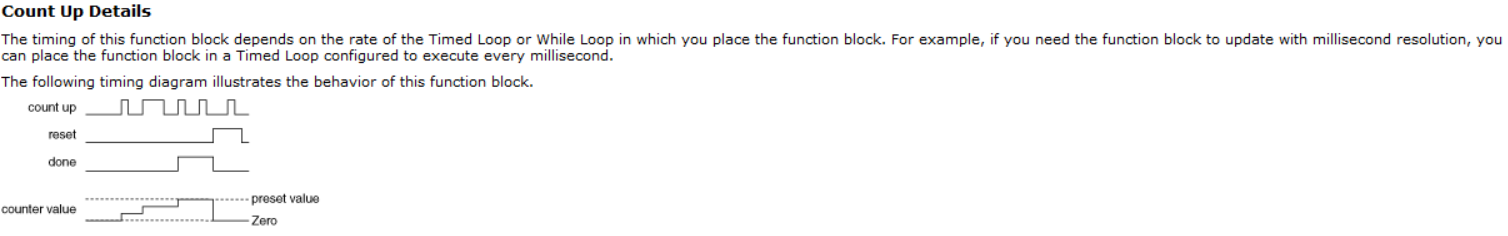 Count Up Details
The timing of this function block depends on the rate of the Timed Loop or While Loop in which you place the function block. For example, if you need the function block to update with millisecond resolution, you
can place the function block in a Timed Loop configured to execute every millisecond.
The following timing diagram illustrates the behavior of this function block.
count up
reset
done
preset value
counter value
Zero